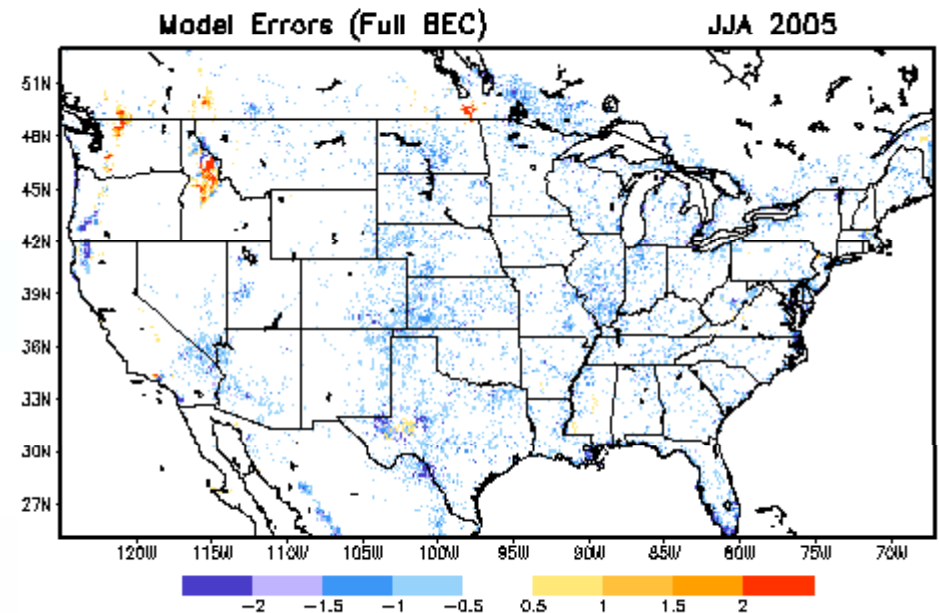 Model Errors (Full BEC) JJA 2005
51N
48N
45N
42N
39N
36N
33N
30N
27N
120W 115W 110W 105W 100W 95W 90W 85W 80W 75W 70W
-2 -1.5 -1 -0.5 0.5 1 1.5 2